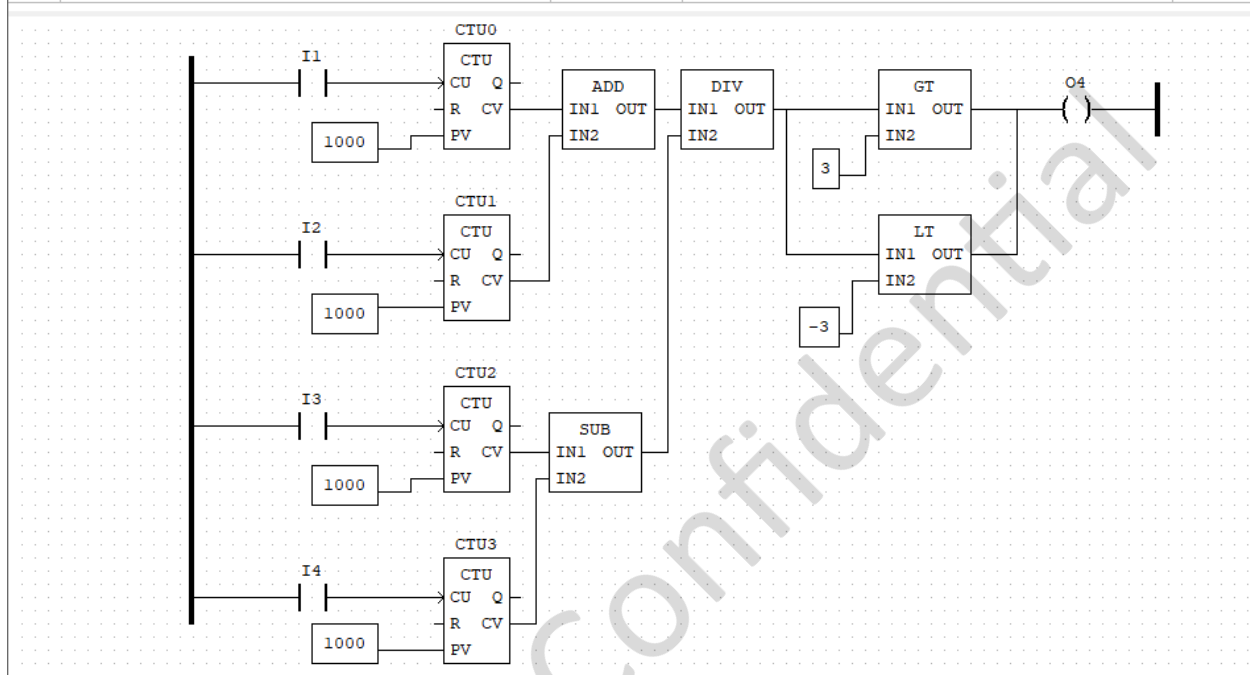 CTU0
I1
CTU
CU Q
R CV
PV
1000
ADD
IN1 OUT
IN2
DIV
IN1 OUT
IN2
GT
IN1 OUT
IN2
3
O4
CTU1
I2
CTU
CU Q
R CV
PV
1000
LT
IN1 OUT
IN2
-3
CTU2
I3
CTU
CU Q
R CV
PV
1000
SUB
IN1 OUT
IN2
CTU3
I4
CTU
CU Q
R CV
PV
1000
Confidential